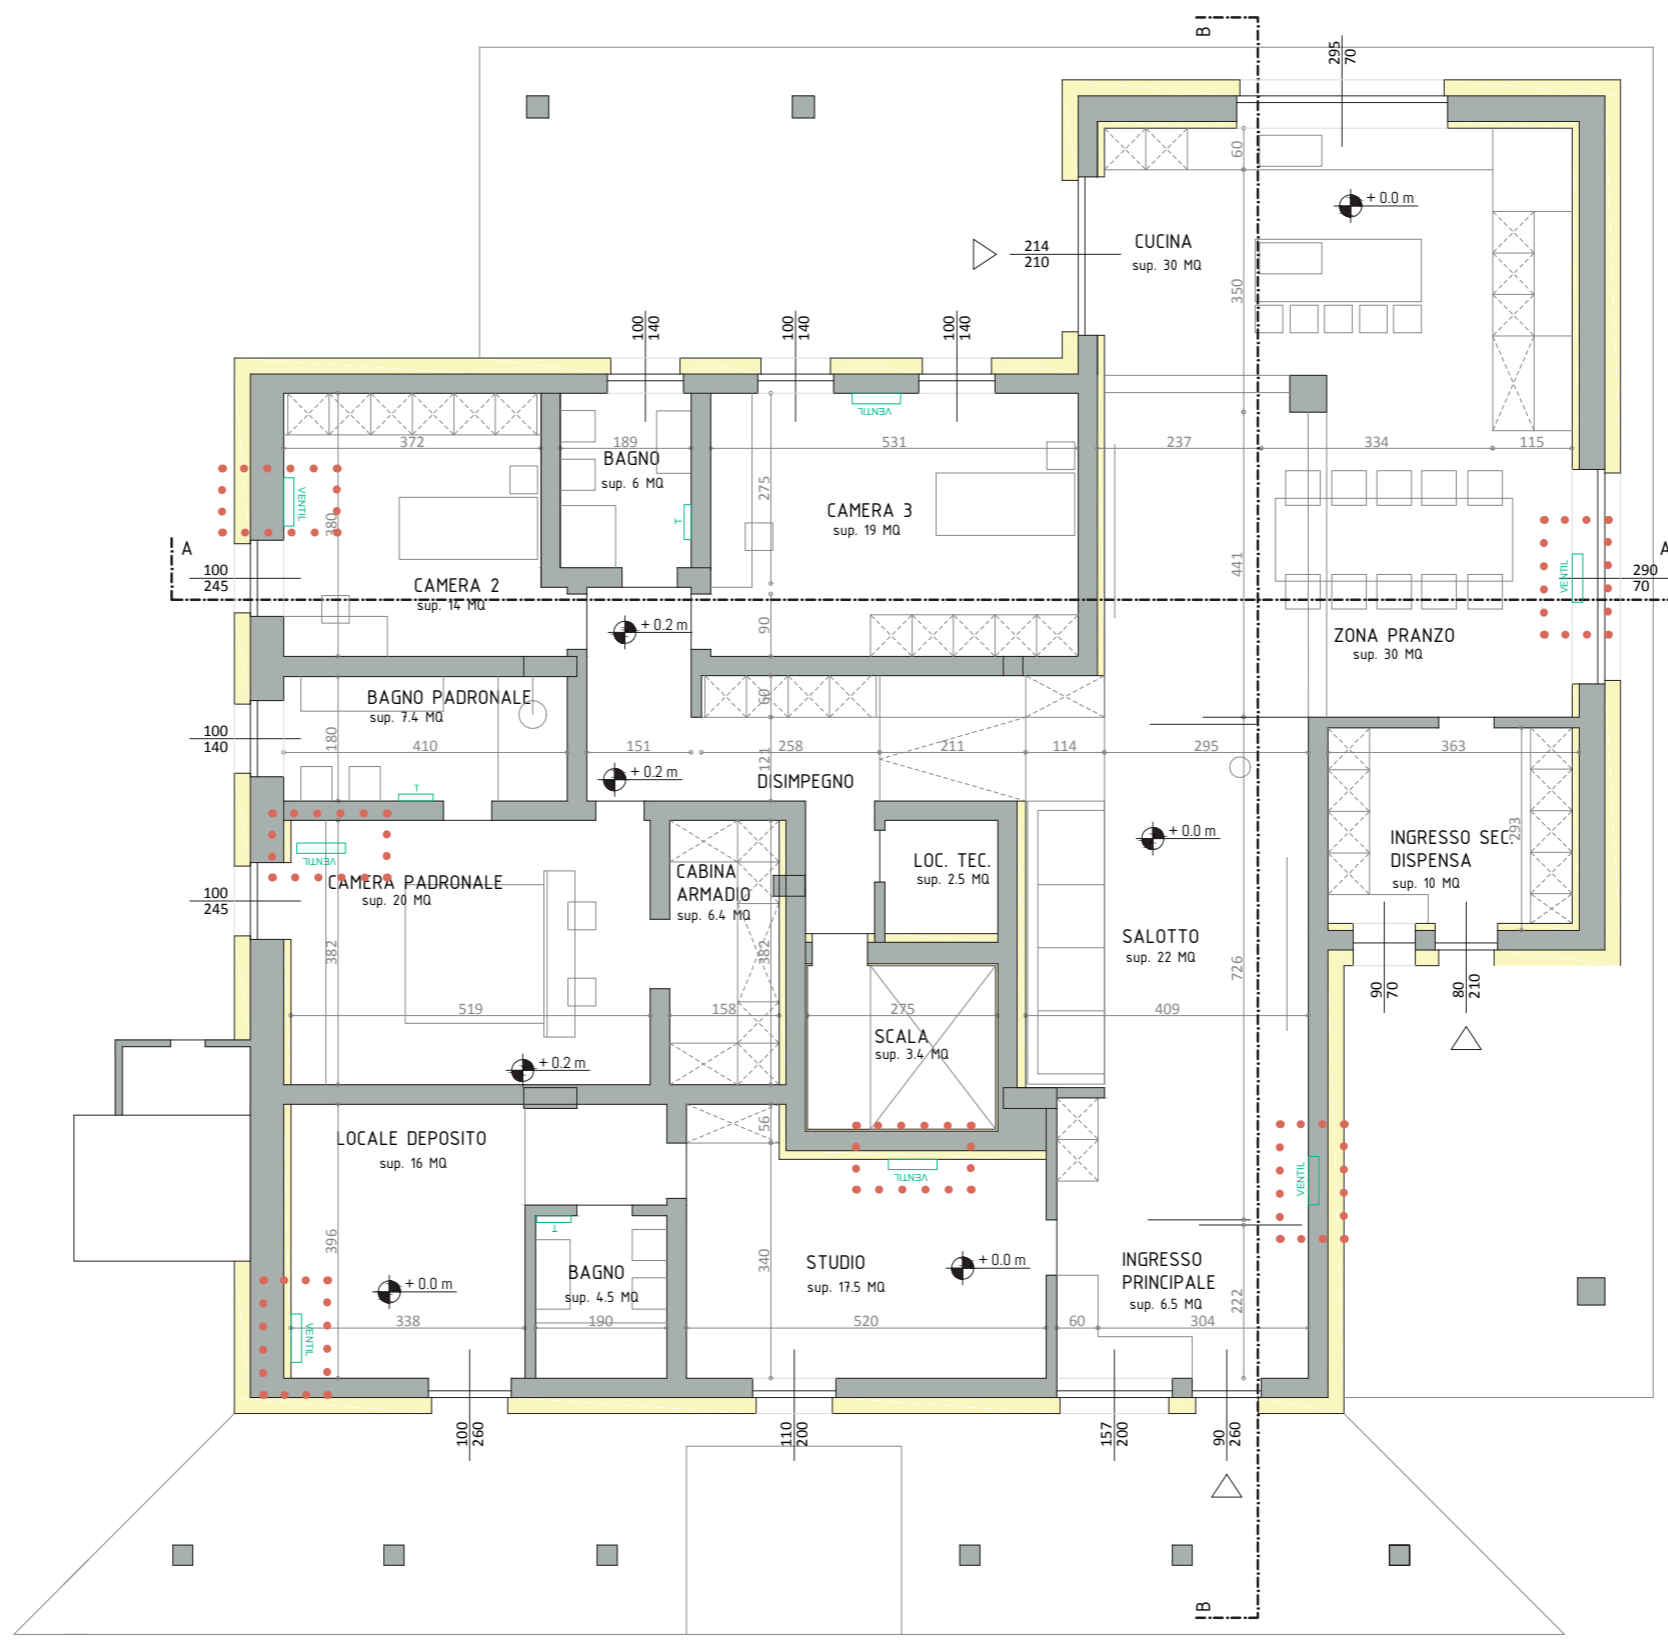 B
295
70
60
+ 0.0 m
CUCINA
sup. 30 MQ
214
210
350
100
140
100
140
100
140
VENTIL
372
189
531
237
334
115
BAGNO
sup. 6 MQ
VENTIL
380
275
T
CAMERA 3
sup. 19 MQ
A
100
245
CAMERA 2
sup. 14 MQ
441
VENTIL
A
290
70
+ 0.2 m
90
ZONA PRANZO
sup. 30 MQ
BAGNO PADRONALE
sup. 7.4 MQ
60
100
140
180
410
151
258
121
211
114
295
363
+ 0.2 m
DISIMPEGNO
T
VENTIL
+ 0.0 m
INGRESSO SEC.
DISPENSA
sup. 10 MQ
293
CAMERA PADRONALE
sup. 20 MQ
100
245
CABINA
ARMADIO
sup. 6.4 MQ
LOC. TEC.
sup. 2.5 MQ
SALOTTO
sup. 22 MQ
382
382
726
90
70
80
210
519
158
275
409
SCALA
sup. 3.4 MQ
+ 0.2 m
56
LOCALE DEPOSITO
sup. 16 MQ
VENTIL
VENTIL
396
T
340
BAGNO
sup. 4.5 MQ
STUDIO
sup. 17.5 MQ
+ 0.0 m
INGRESSO
PRINCIPALE
sup. 6.5 MQ
+ 0.0 m
222
VENTIL
338
190
520
60
304
100
260
110
200
157
200
90
260
B